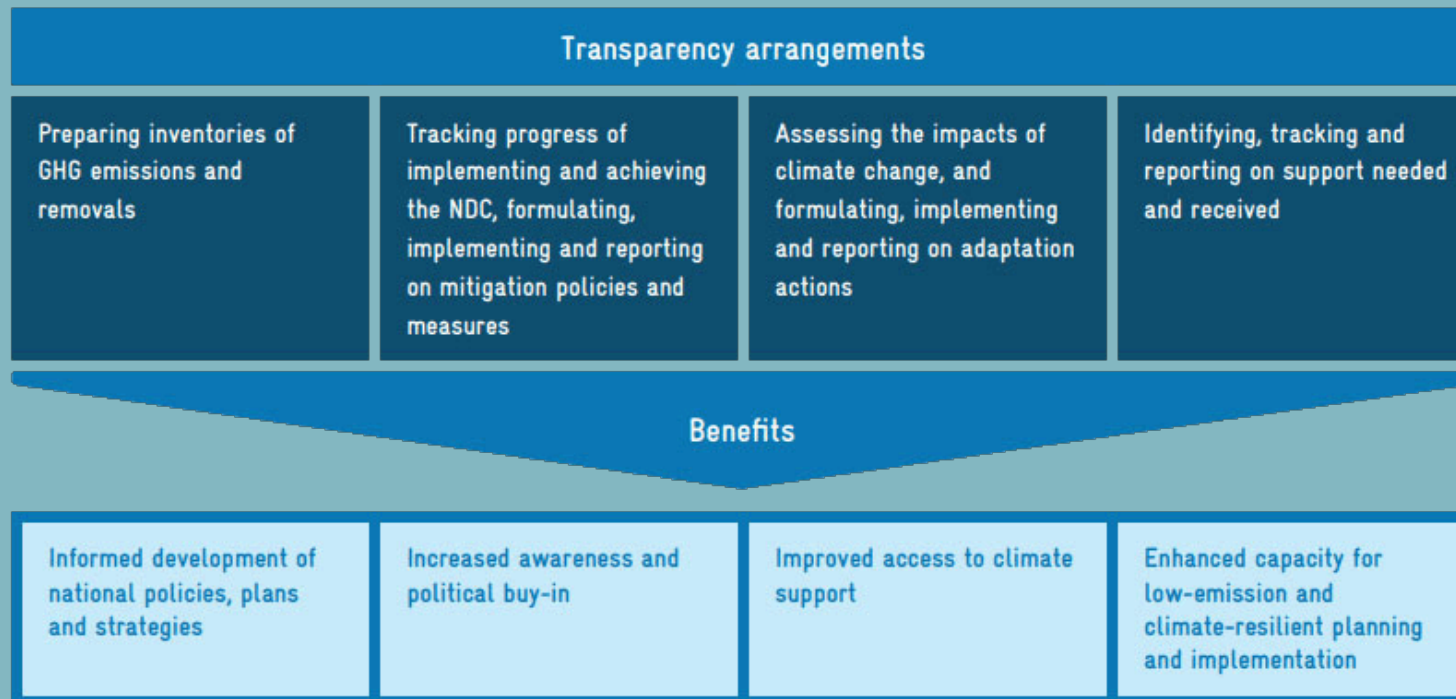 Transparency arrangements
Preparing inventories of
GHG emissions and
removals
Tracking progress of
implementing and achieving
the NDC, formulating,
implementing and reporting
on mitigation policies and
measures
Assessing the impacts of
climate change, and
formulating, implementing
and reporting on adaptation
actions
Identifying, tracking and
reporting on support needed
and received
Benefits
Informed development of
national policies, plans
and strategies
Increased awareness and
political buy-in
Improved access to climate
support
Enhanced capacity for
low-emission and
climate-resilient planning
and implementation